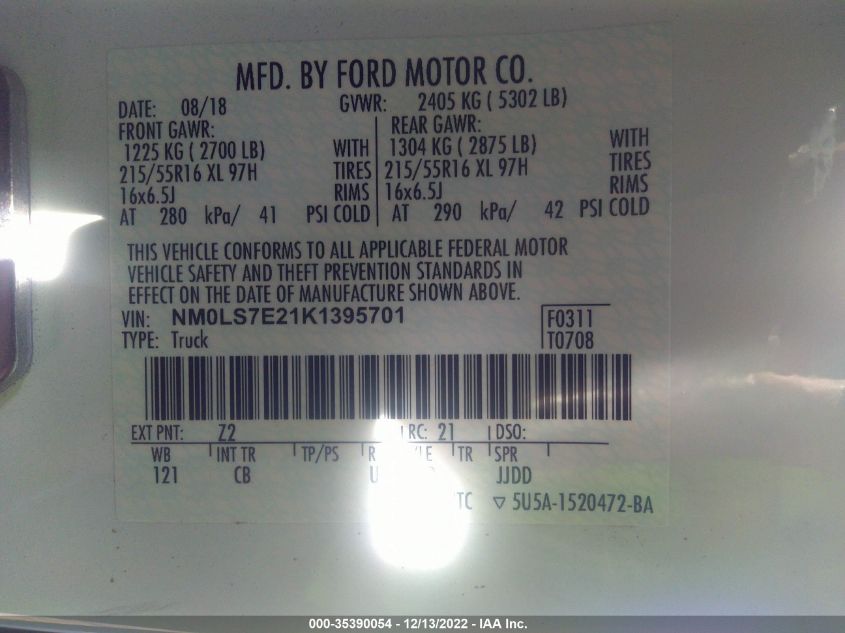 MFD. BY FORD MOTOR CO.
DATE: 08/18 GVWR: 2405 KG ( 5302 LB)
FRONT GAWR: REAR GAWR:
1225 KG ( 2700 LB) WITH 1304 KG ( 2875 LB) WITH
215/55R16 XL 97H TIRES 215/55R16 XL 97H TIRES
16x6.5J RIMS 16x6.5J RIMS
AT 280 kPa/ 41 PSI COLD AT 290 kPa/ 42 PSI COLD
THIS VEHICLE CONFORMS TO ALL APPLICABLE FEDERAL MOTOR
VEHICLE SAFETY AND THEFT PREVENTION STANDARDS IN
EFFECT ON THE DATE OF MANUFACTURE SHOWN ABOVE.
VIN: NM0LS7E21K1395701 F0311
TYPE: Truck T0708
EXT PNT: Z2 RC: 21 DSO:
WB INT TR TP/PS R TR SPR
121 CB JJDD
▽ 5U5A-1520472-BA
000-35390054 - 12/13/2022 - IAA Inc.